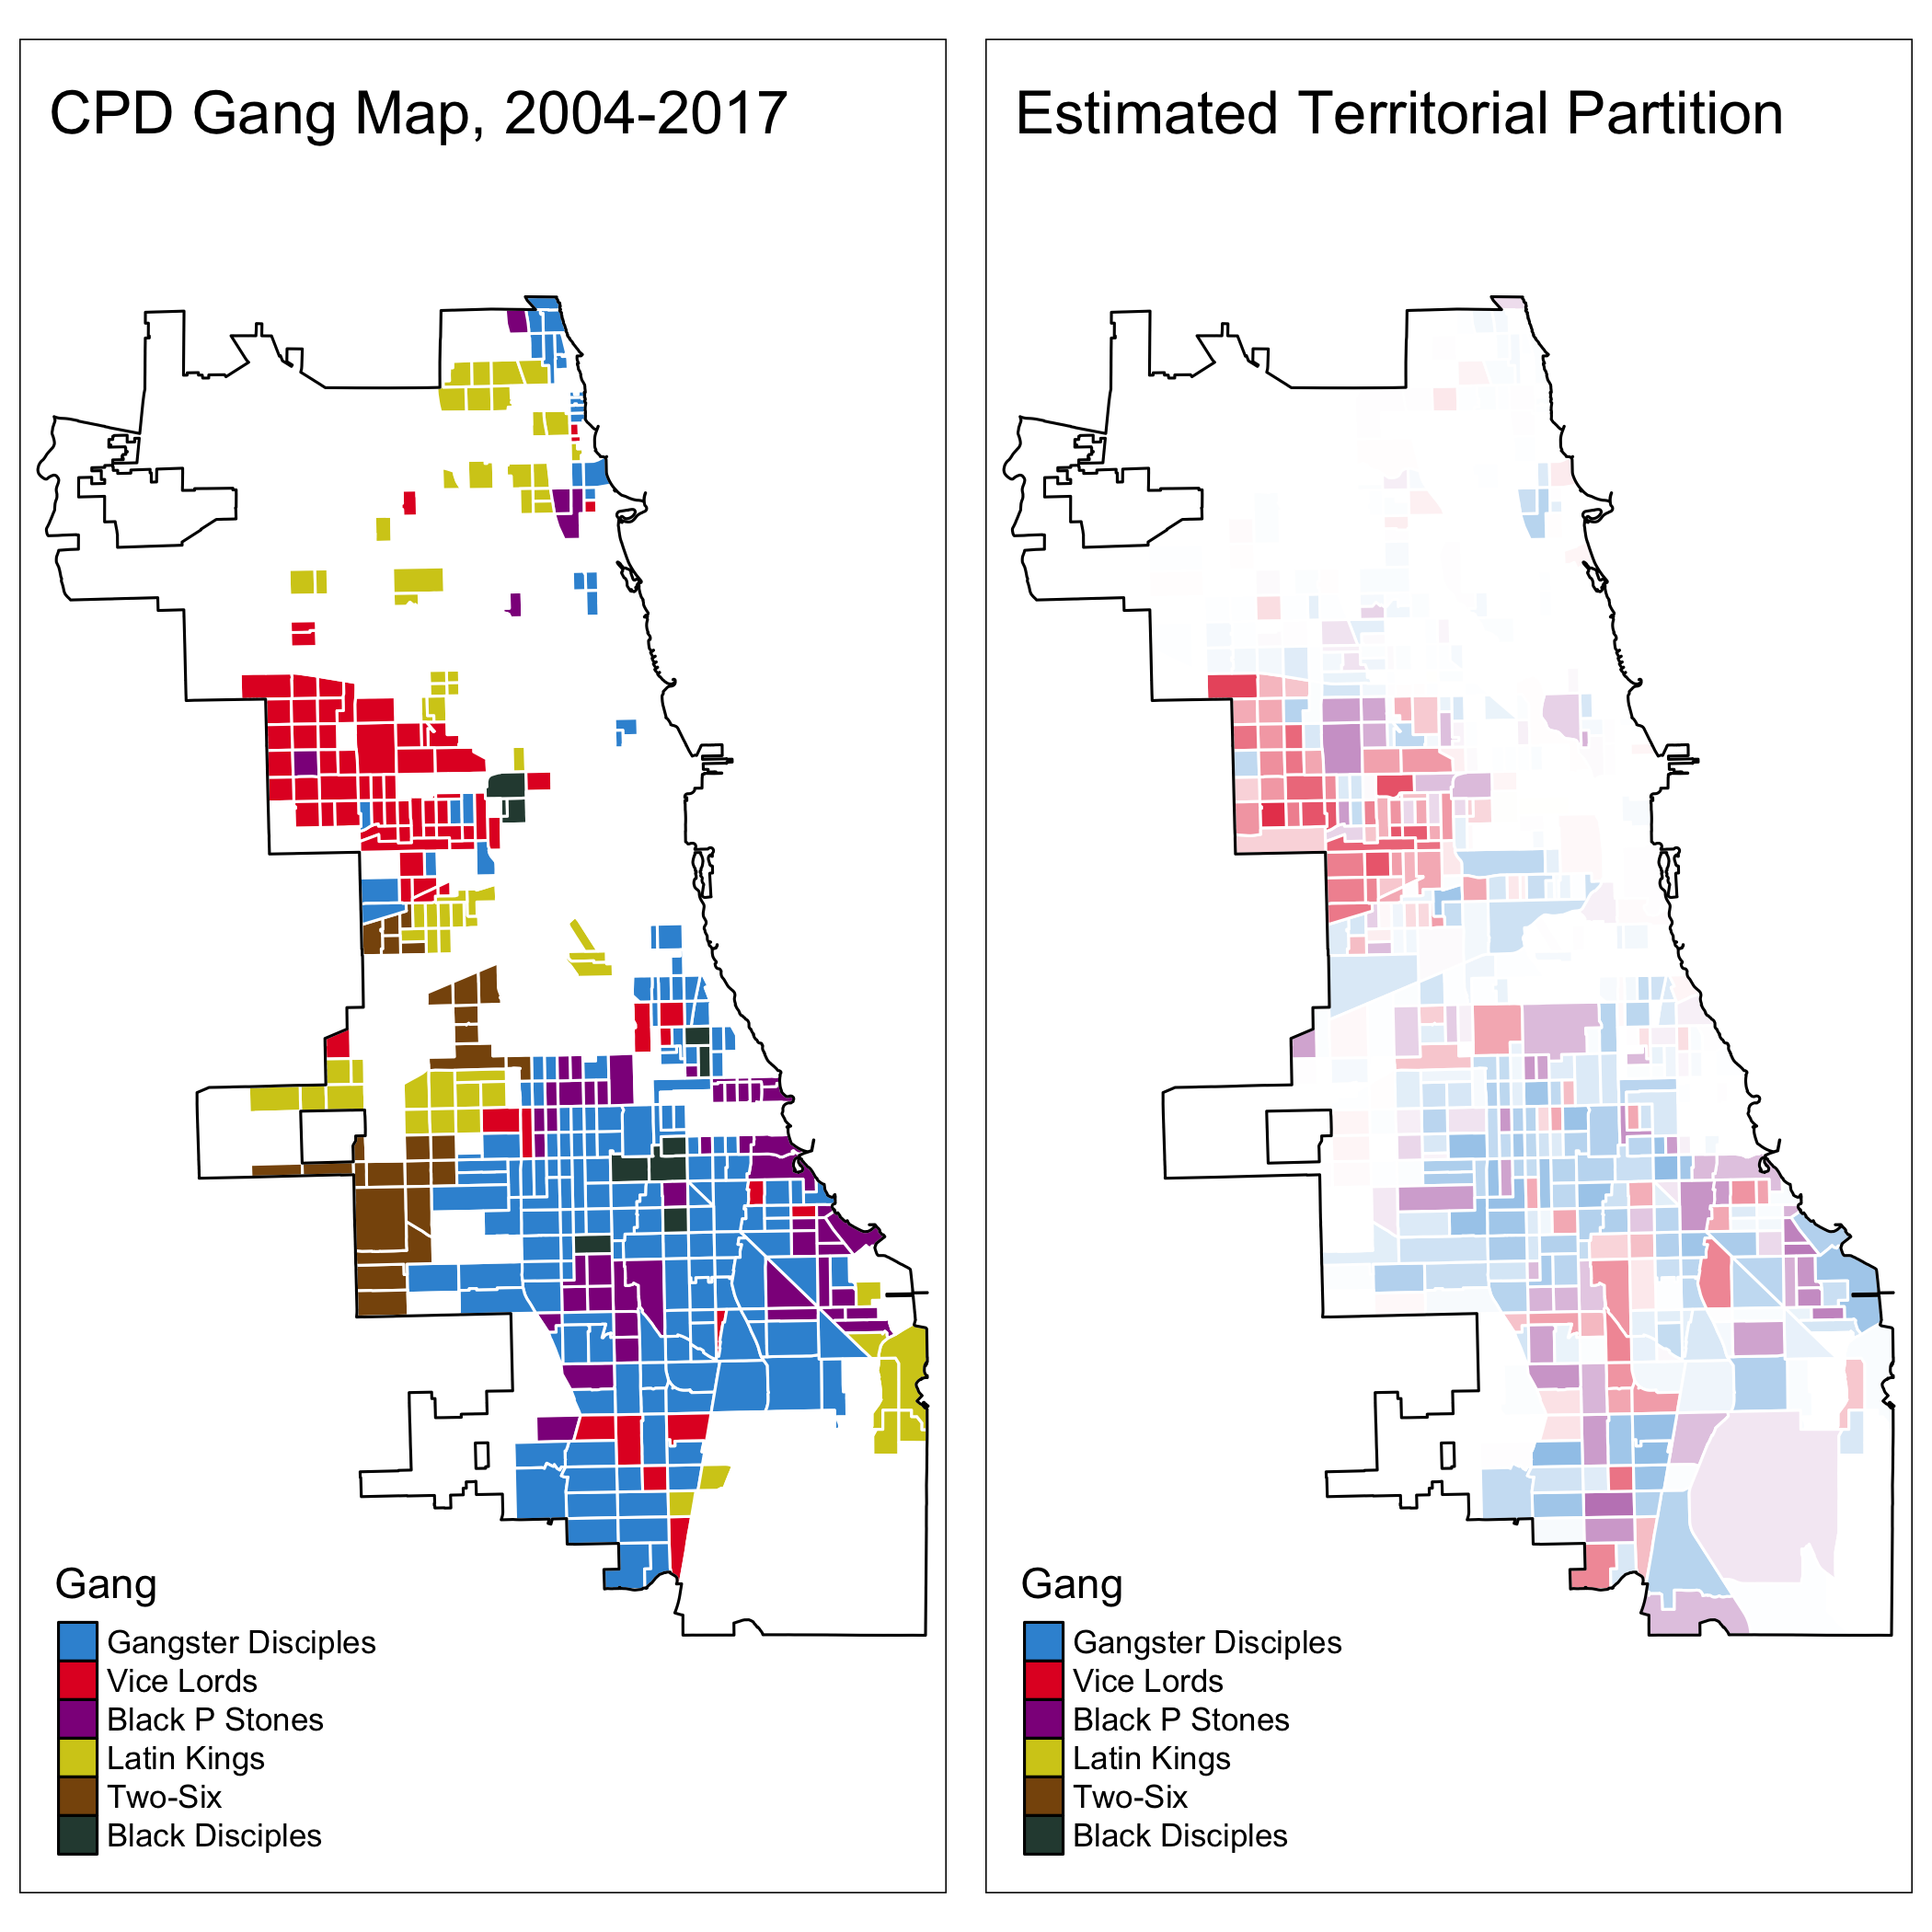 CPD Gang Map, 2004-2017
Gang
Gangster Disciples
Vice Lords
Black P Stones
Latin Kings
Two-Six
Black Disciples
Estimated Territorial Partition
Gang
Gangster Disciples
Vice Lords
Black P Stones
Latin Kings
Two-Six
Black Disciples